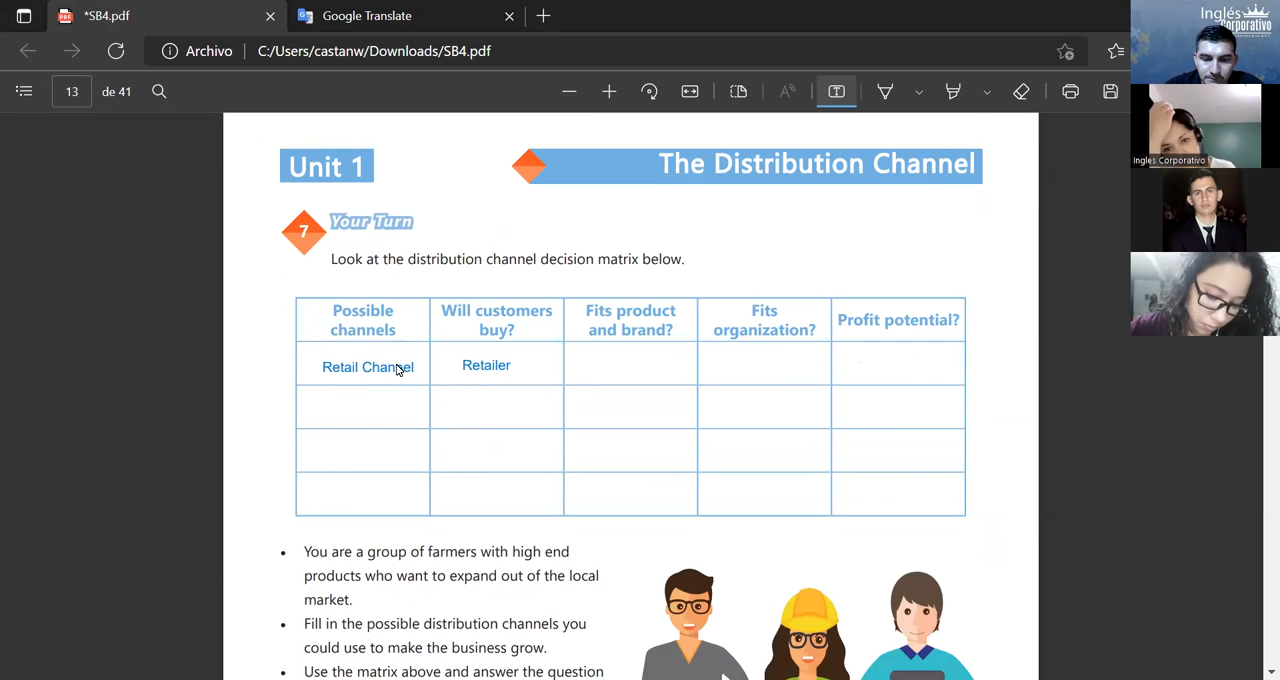 *SB4.pdf
Google Translate
Archivo
C:/Users/castanw/Downloads/SB4.pdf
13 de 41
Inglés
Corporativo
Ingles Corporativo
Unit 1
The Distribution Channel
7
Your Turn
Look at the distribution channel decision matrix below.
Possible channels
Will customers buy?
Fits product and brand?
Fits organization?
Profit potential?
Retail Channel
Retailer
• You are a group of farmers with high end
products who want to expand out of the local
market.
• Fill in the possible distribution channels you
could use to make the business grow.
• Use the matrix above and answer the question